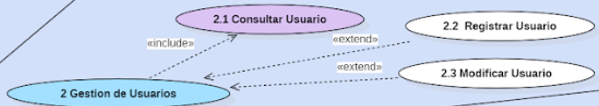 2.1 Consultar Usuario
2.2 Registrar Usuario
«include»
«extend»
«extend»
2.3 Modificar Usuario
2 Gestion de Usuarios